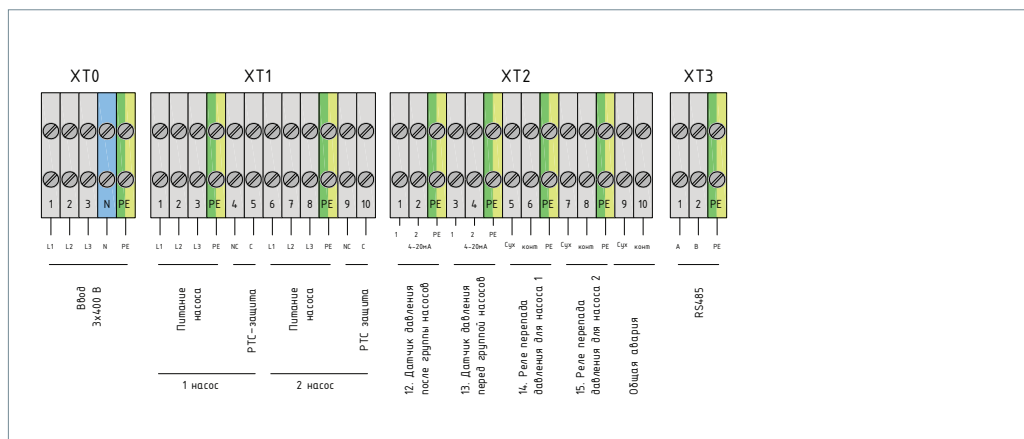 XT0 XT1 XT2 XT3
1 2 3 N PE 1 2 3 PE 4 5 6 7 8 PE 9 10 1 2 PE 3 4 PE 5 6 PE 7 8 PE 9 10 1 2 PE
L1 L2 L3 N PE L1 L2 L3 PE NC C L1 L2 L3 PE NC C 1 2 PE 1 2 PE Сух конт PE Сух конт PE Сух конт A B PE
4-20мА 4-20мА
Ввод
3x400 В
Питание
насоса
PTC-защита
Питание
насоса
PTC защита
12. Датчик давления
после группы насосов
13. Датчик давления
перед группой насосов
14. Реле перепада
давления для насоса 1
15. Реле перепада
давления для насоса 2
Общая авария
RS485
1 насос 2 насос